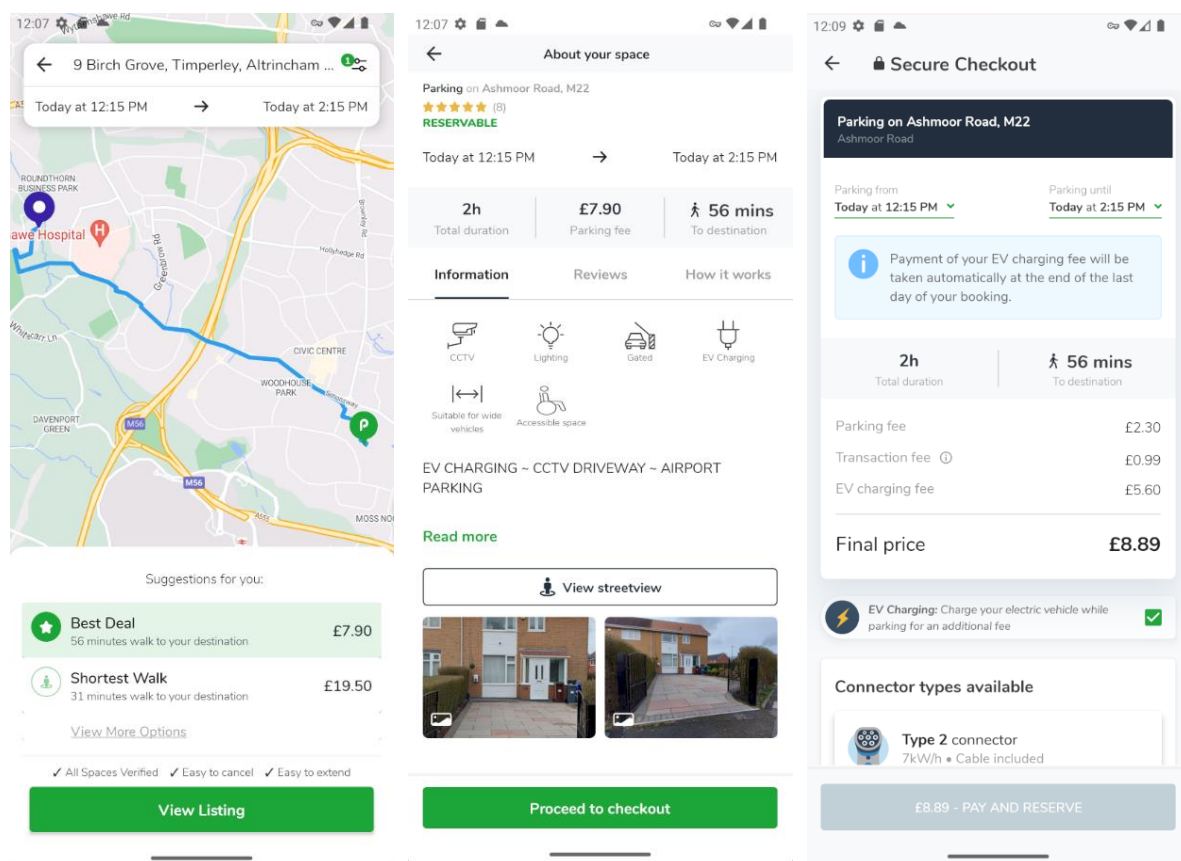 12:07
Wythenshawe Rd
9 Birch Grove, Timperley, Altrincham ...
1
Today at 12:15 PM → Today at 2:15 PM
ROUNDTHORN
BUSINESS PARK
awe Hospital
H
Greenbrow Rd
Brownley Rd
Hollyhedge Rd
Whitecarr Ln
CIVIC CENTRE
WOODHOUSE
PARK
Simonsway
DAVENPORT
GREEN
M56
P
M56
A555
MOSS NO
Suggestions for you:
Best Deal
56 minutes walk to your destination
£7.90
Shortest Walk
31 minutes walk to your destination
£19.50
View More Options
✓ All Spaces Verified ✓ Easy to cancel ✓ Easy to extend
View Listing
12:07
About your space
Parking on Ashmoor Road, M22
(8)
RESERVABLE
Today at 12:15 PM → Today at 2:15 PM
2h
Total duration
£7.90
Parking fee
56 mins
To destination
Information Reviews How it works
CCTV
Lighting
Gated
EV Charging
Suitable for wide
vehicles
Accessible space
EV CHARGING ~ CCTV DRIVEWAY ~ AIRPORT
PARKING
Read more
View streetview
Proceed to checkout
12:09
Secure Checkout
Parking on Ashmoor Road, M22
Ashmoor Road
Parking from
Today at 12:15 PM
Parking until
Today at 2:15 PM
Payment of your EV charging fee will be
taken automatically at the end of the last
day of your booking.
2h
Total duration
56 mins
To destination
Parking fee £2.30
Transaction fee £0.99
EV charging fee £5.60
Final price £8.89
EV Charging: Charge your electric vehicle while
parking for an additional fee
Connector types available
Type 2 connector
7kW/h • Cable included
£8.89 - PAY AND RESERVE